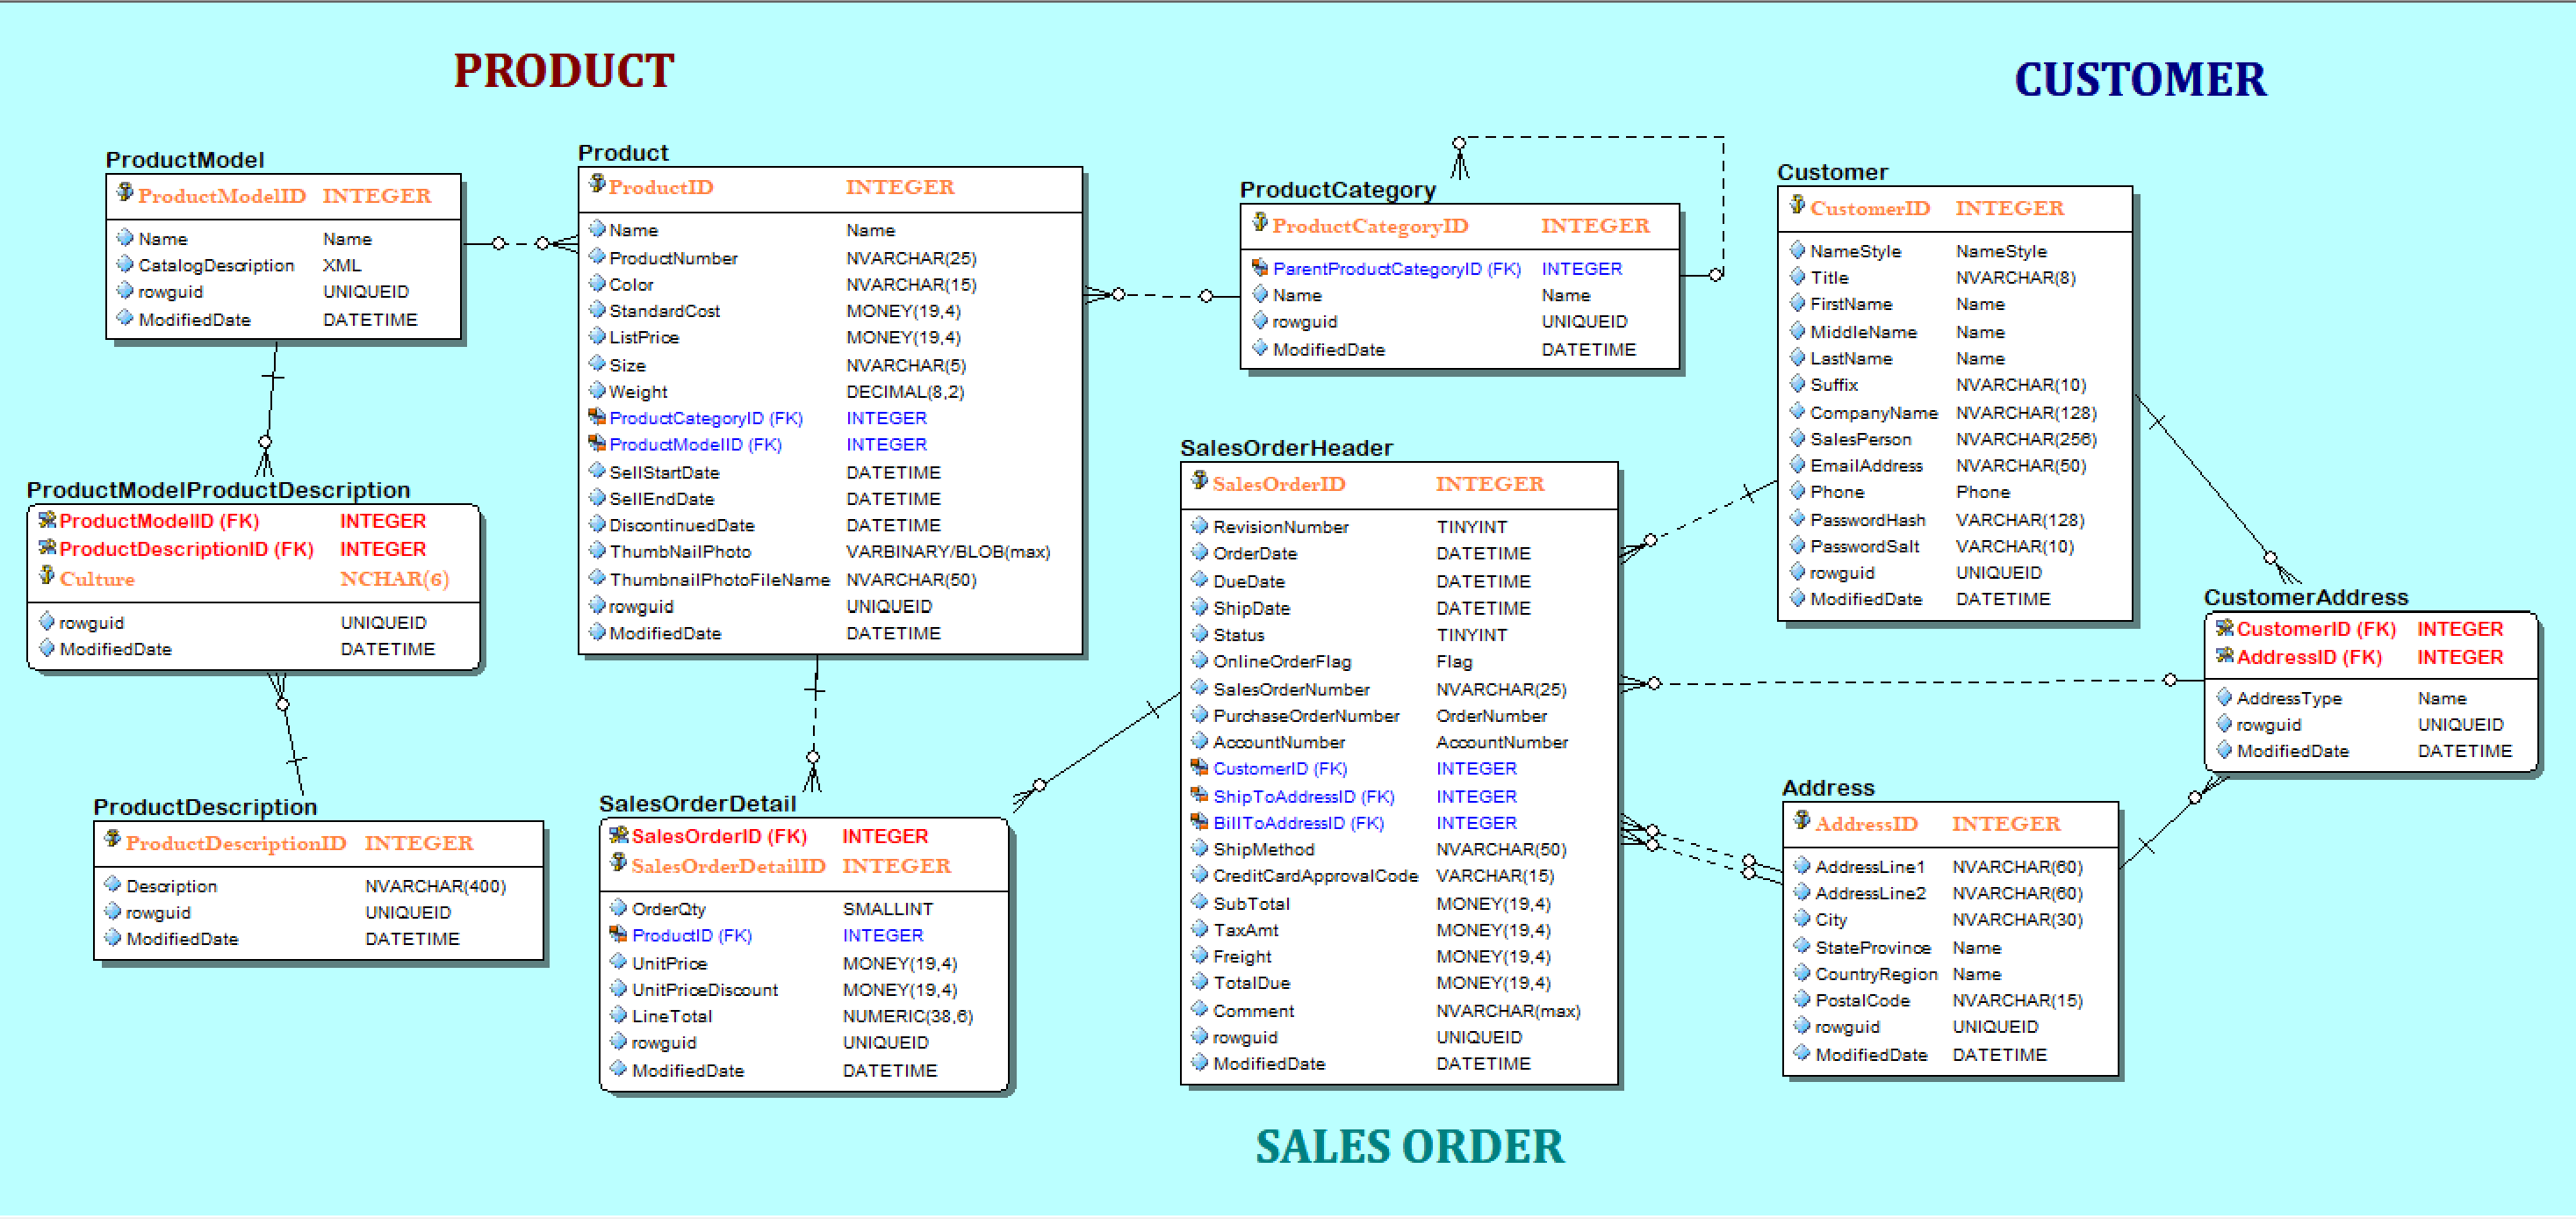 PRODUCT
CUSTOMER
ProductModel
ProductModelID INTEGER
Name Name
CatalogDescription XML
rowguid UNIQUEID
ModifiedDate DATETIME
Product
ProductID INTEGER
Name Name
ProductNumber NVARCHAR(25)
Color NVARCHAR(15)
StandardCost MONEY(19,4)
ListPrice MONEY(19,4)
Size NVARCHAR(5)
Weight DECIMAL(8,2)
ProductCategoryID (FK) INTEGER
ProductModelID (FK) INTEGER
SellStartDate DATETIME
SellEndDate DATETIME
DiscontinuedDate DATETIME
ThumbNailPhoto VARBINARY/BLOB(max)
ThumbnailPhotoFileName NVARCHAR(50)
rowguid UNIQUEID
ModifiedDate DATETIME
ProductCategory
ProductCategoryID INTEGER
ParentProductCategoryID (FK) INTEGER
Name Name
rowguid UNIQUEID
ModifiedDate DATETIME
Customer
CustomerID INTEGER
NameStyle NameStyle
Title NVARCHAR(8)
FirstName Name
MiddleName Name
LastName Name
Suffix NVARCHAR(10)
CompanyName NVARCHAR(128)
SalesPerson NVARCHAR(256)
EmailAddress NVARCHAR(50)
Phone Phone
PasswordHash VARCHAR(128)
PasswordSalt VARCHAR(10)
rowguid UNIQUEID
ModifiedDate DATETIME
ProductModelProductDescription
ProductModelID (FK) INTEGER
ProductDescriptionID (FK) INTEGER
Culture NCHAR(6)
rowguid UNIQUEID
ModifiedDate DATETIME
ProductDescription
ProductDescriptionID INTEGER
Description NVARCHAR(400)
rowguid UNIQUEID
ModifiedDate DATETIME
SalesOrderDetail
SalesOrderID (FK) INTEGER
SalesOrderDetailID INTEGER
OrderQty SMALLINT
ProductID (FK) INTEGER
UnitPrice MONEY(19,4)
UnitPriceDiscount MONEY(19,4)
LineTotal NUMERIC(38,6)
rowguid UNIQUEID
ModifiedDate DATETIME
SalesOrderHeader
SalesOrderID INTEGER
RevisionNumber TINYINT
OrderDate DATETIME
DueDate DATETIME
ShipDate DATETIME
Status TINYINT
OnlineOrderFlag Flag
SalesOrderNumber NVARCHAR(25)
PurchaseOrderNumber OrderNumber
AccountNumber AccountNumber
CustomerID (FK) INTEGER
ShipToAddressID (FK) INTEGER
BillToAddressID (FK) INTEGER
ShipMethod NVARCHAR(50)
CreditCardApprovalCode VARCHAR(15)
SubTotal MONEY(19,4)
TaxAmt MONEY(19,4)
Freight MONEY(19,4)
TotalDue MONEY(19,4)
Comment NVARCHAR(max)
rowguid UNIQUEID
ModifiedDate DATETIME
CustomerAddress
CustomerID (FK) INTEGER
AddressID (FK) INTEGER
AddressType Name
rowguid UNIQUEID
ModifiedDate DATETIME
Address
AddressID INTEGER
AddressLine1 NVARCHAR(60)
AddressLine2 NVARCHAR(60)
City NVARCHAR(30)
StateProvince Name
CountryRegion Name
PostalCode NVARCHAR(15)
rowguid UNIQUEID
ModifiedDate DATETIME
SALES ORDER